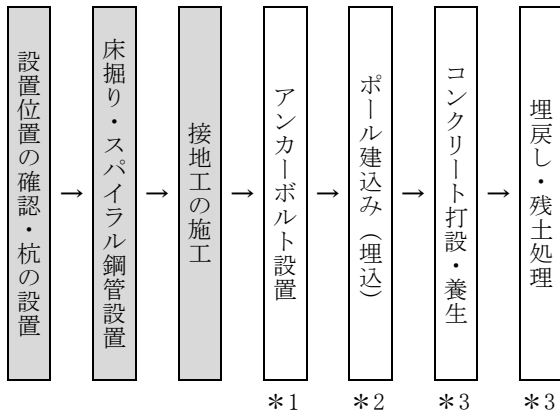 設置位置の確認・杭の設置
→
床掘り・スパイラル鋼管設置
→
接地工の施工
→
アンカーボルト設置
→
ポール建込み（埋込）
→
コンクリート打設・養生
→
埋戻し・残土処理
＊1
＊2
＊3
＊3